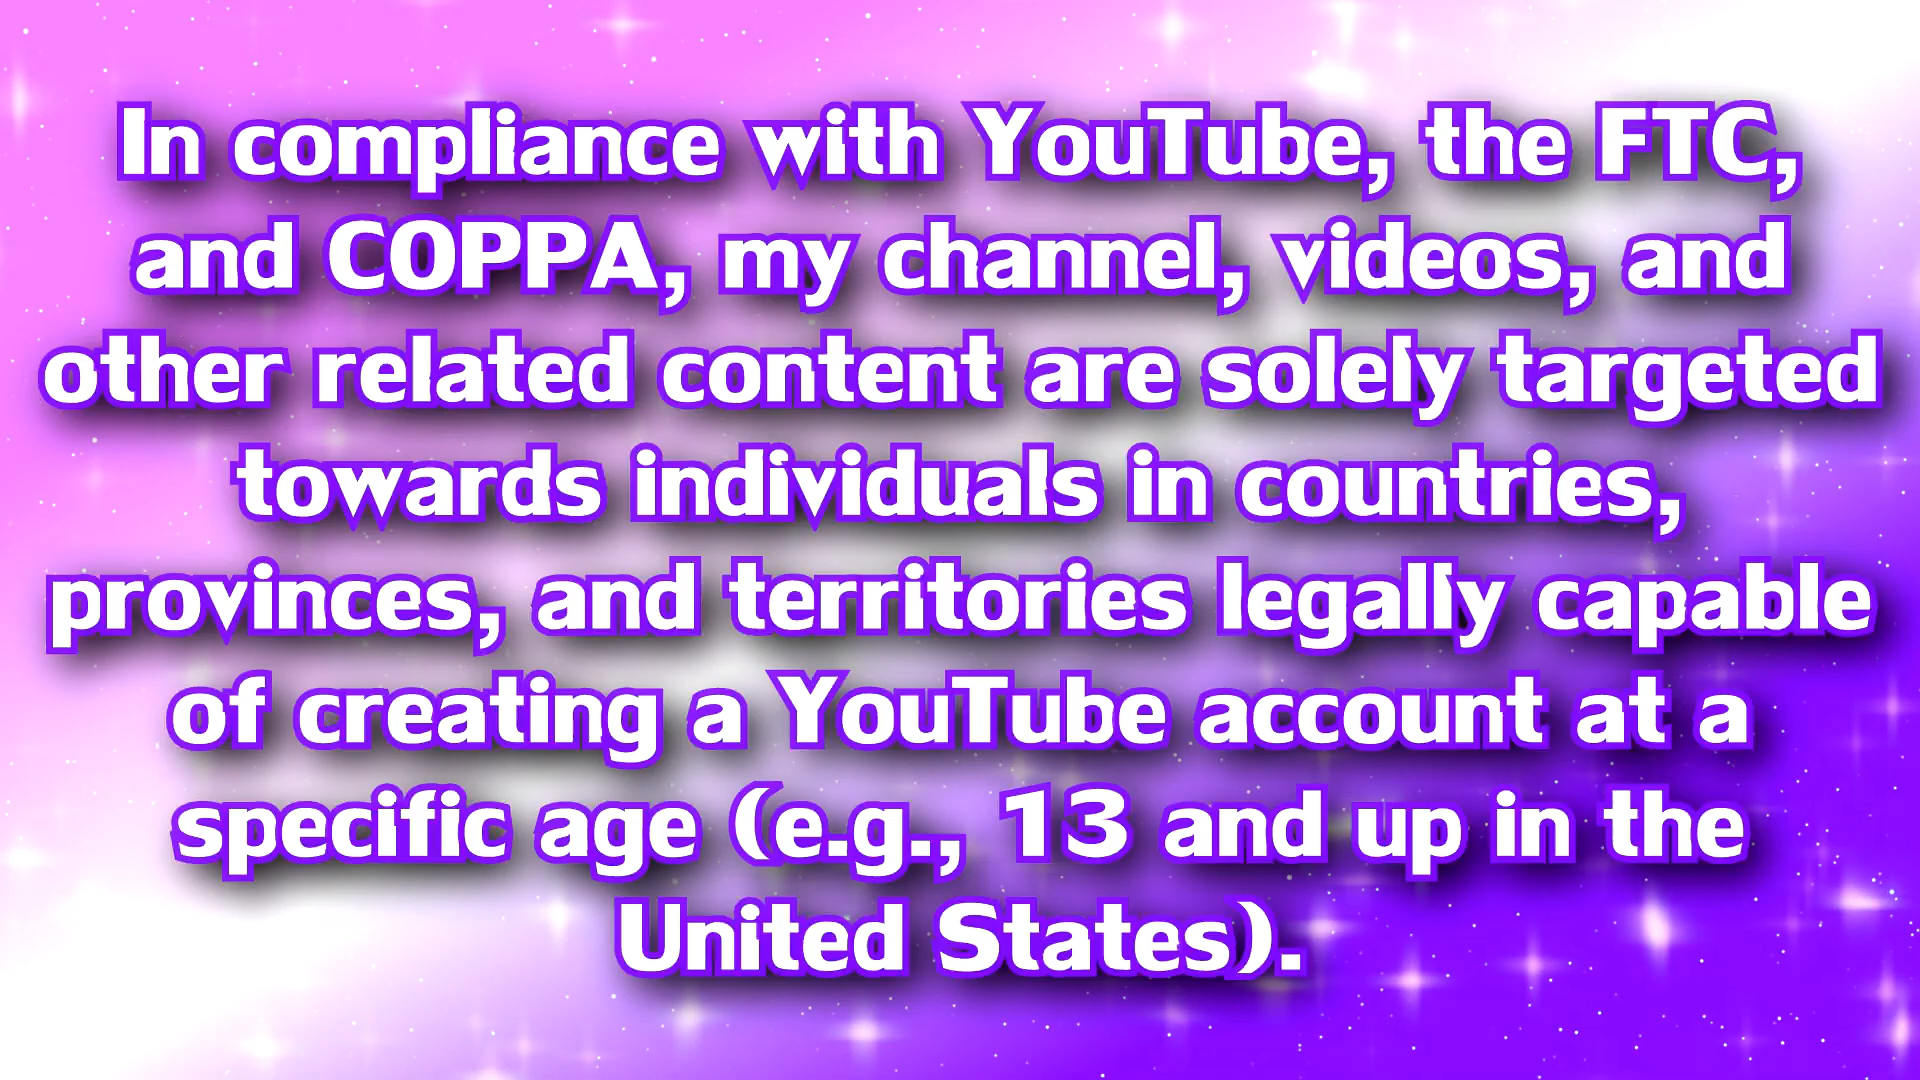 In compliance with YouTube, the FTC,
and COPPA, my channel, videos, and
other related content are solely targeted
towards individuals in countries,
provinces, and territories legally capable
of creating a YouTube account at a
specific age (e.g., 13 and up in the
United States).